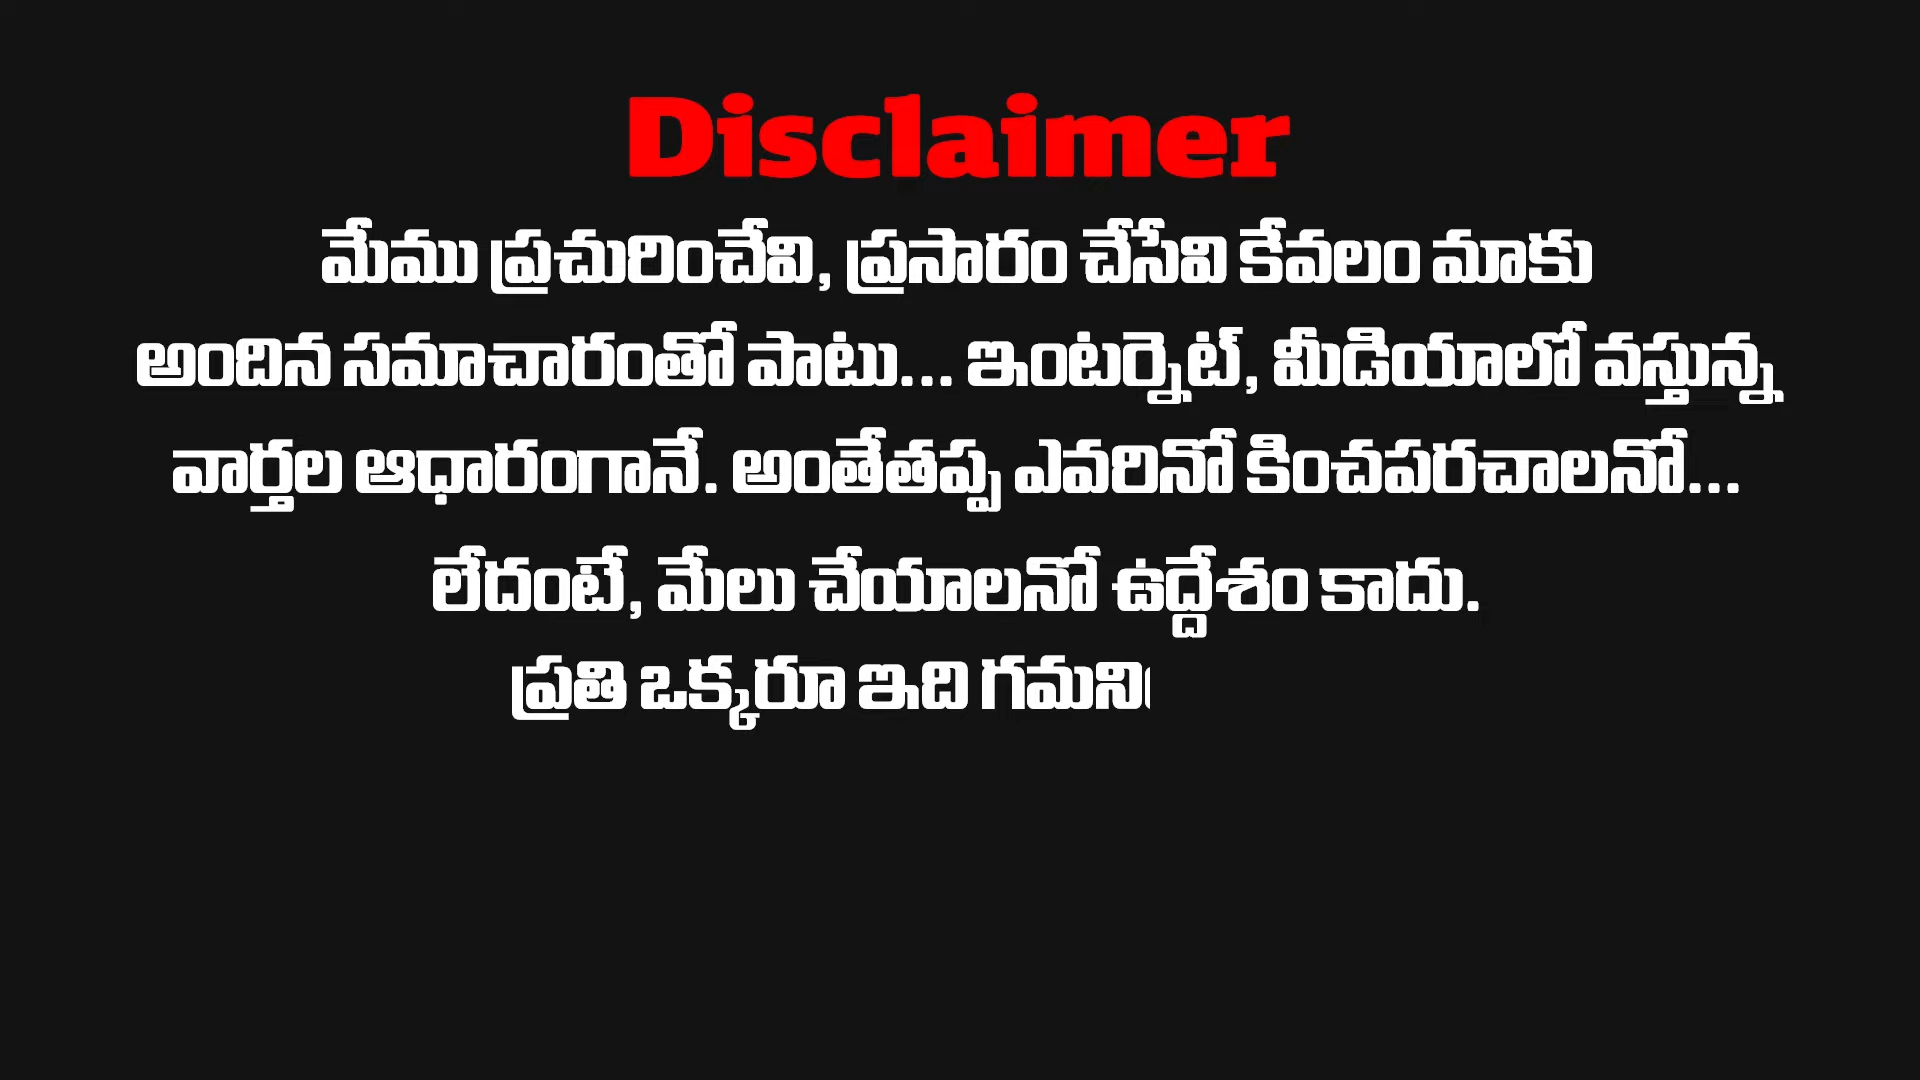 Disclaimer
మేము ప్రచురించేవి, ప్రసారం చేసేవి కేవలం మాకు
అందిన సమాచారంతో పాటు... ఇంటర్నెట్, మీడియాలో వస్తున్న
వార్తల ఆధారంగానే. అంతేతప్ప ఎవరినో కించపరచాలనో...
లేదంటే, మేలు చేయాలనో ఉద్దేశం కాదు.
ప్రతి ఒక్కరూ ఇది